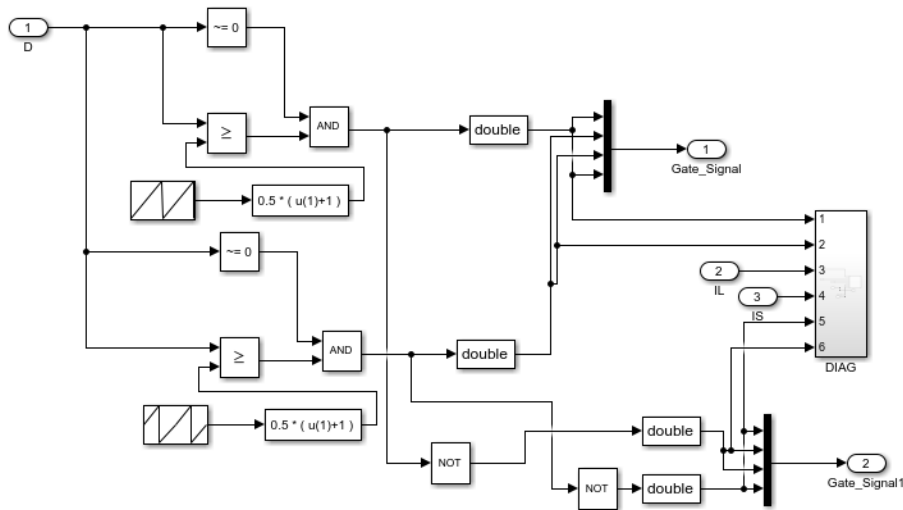 1
D
~= 0
≥
AND
double
1
Gate_Signal
0.5 * ( u(1)+1 )
~= 0
1
2
3
4
5
6
DIAG
2
IL
3
IS
≥
AND
double
0.5 * ( u(1)+1 )
NOT
double
NOT
double
2
Gate_Signal1